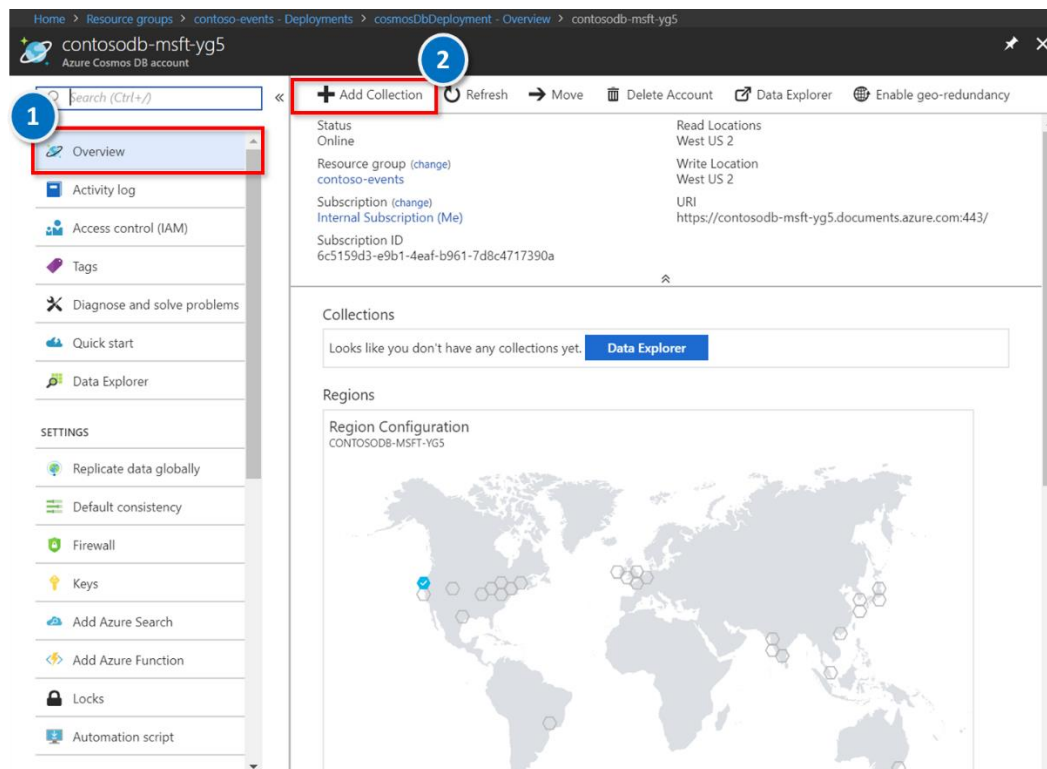 Home > Resource groups > contoso-events - Deployments > cosmosDbDeployment - Overview > contosodb-msft-yg5
contosodb-msft-yg5
Azure Cosmos DB account
2
Search (Ctrl+/)
«
Add Collection
Refresh
Move
Delete Account
Data Explorer
Enable geo-redundancy
1
Overview
Activity log
Access control (IAM)
Tags
Diagnose and solve problems
Quick start
Data Explorer
SETTINGS
Replicate data globally
Default consistency
Firewall
Keys
Add Azure Search
Add Azure Function
Locks
Automation script
Status
Online
Resource group (change)
contoso-events
Subscription (change)
Internal Subscription (Me)
Subscription ID
6c5159d3-e9b1-4eaf-b961-7d8c4717390a
Read Locations
West US 2
Write Location
West US 2
URI
https://contosodb-msft-yg5.documents.azure.com:443/
Collections
Looks like you don't have any collections yet. Data Explorer
Regions
Region Configuration
CONTOSODB-MSFT-YG5